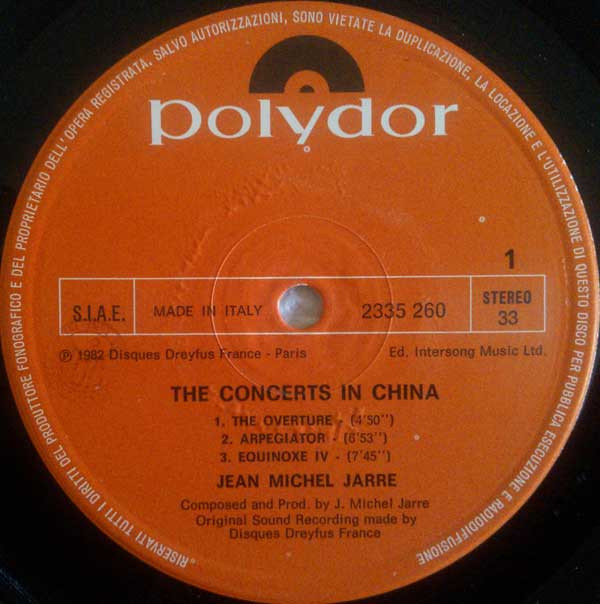 RISERVATI TUTTI I DIRITTI DEL PRODUTTORE FONOGRAFICO E DEL PROPRIETARIO DELL'OPERA REGISTRATA, SALVO AUTORIZZAZIONI, SONO VIETATE LA DUPLICAZIONE, LA LOCAZIONE E L'UTILIZZAZIONE DI QUESTO DISCO PER PUBBLICA ESECUZIONE E RADIODIFFUSIONE
polydor
1
S.I.A.E. MADE IN ITALY 2335 260 STEREO
33
℗ 1982 Disques Dreyfus France - Paris Ed. Intersong Music Ltd.
THE CONCERTS IN CHINA
1. THE OVERTURE - (4'50'')
2. ARPEGIATOR - (6'53'')
3. EQUINOXE IV - (7'45'')
JEAN MICHEL JARRE
Composed and Prod. by J. Michel Jarre
Original Sound Recording made by
Disques Dreyfus France